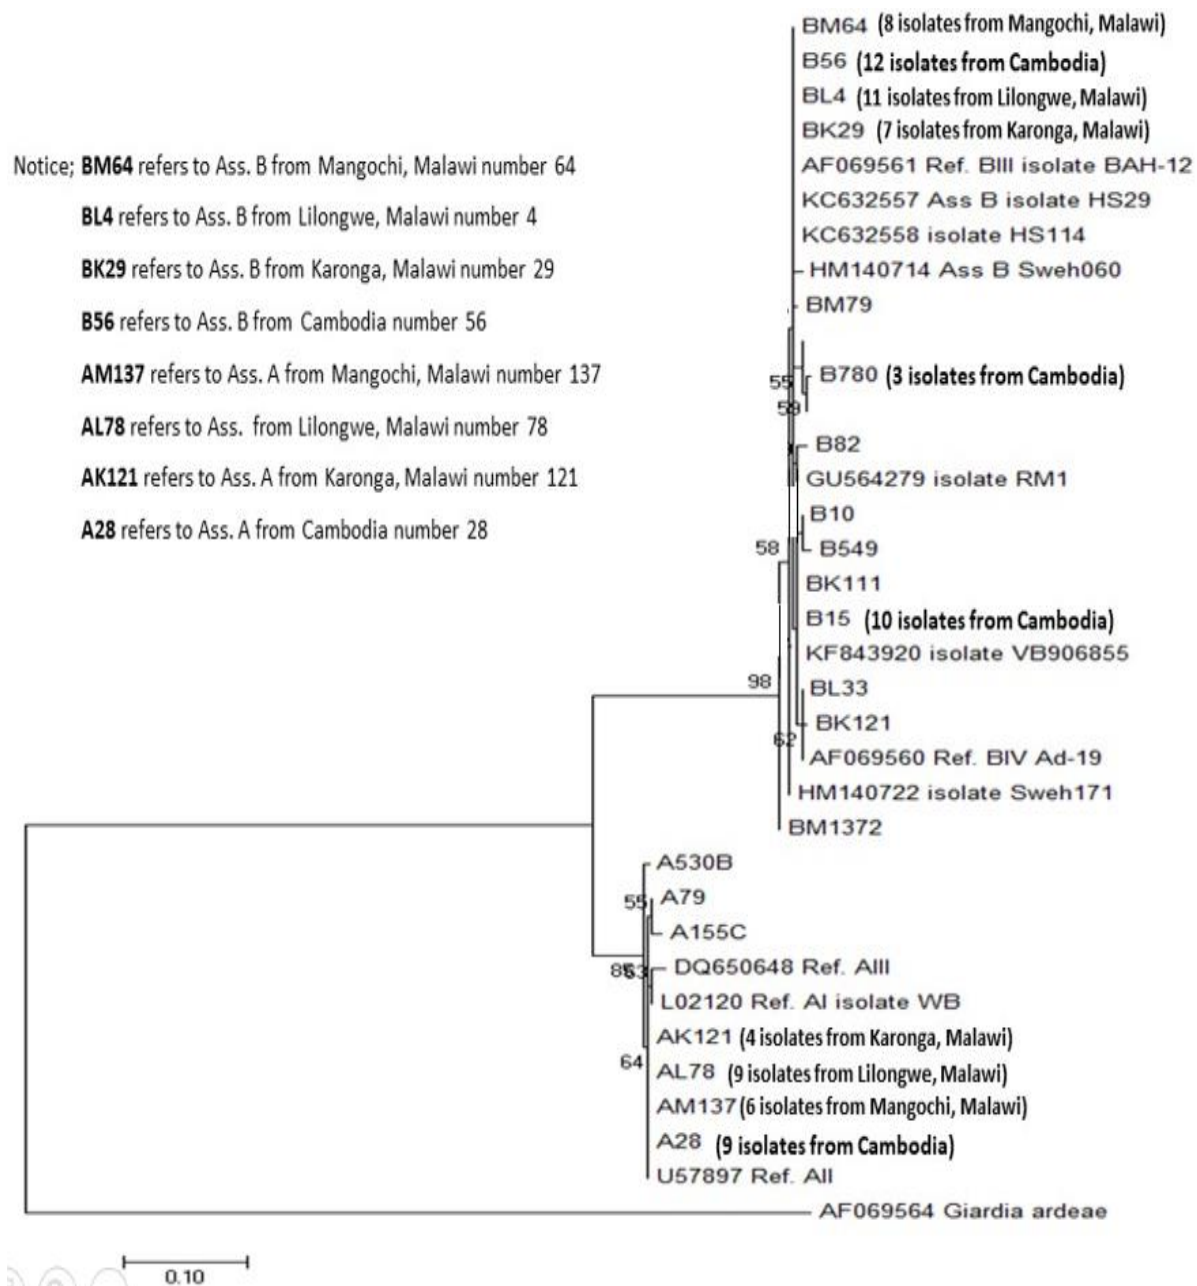 BM64 (8 isolates from Mangochi, Malawi)
B56 (12 isolates from Cambodia)
BL4 (11 isolates from Lilongwe, Malawi)
BK29 (7 isolates from Karonga, Malawi)
AF069561 Ref. BIII isolate BAH-12
KC632557 Ass B isolate HS29
KC632558 isolate HS114
HM140714 Ass B Sweh060
BM79
55
B780 (3 isolates from Cambodia)
59
B82
GU564279 isolate RM1
B10
58
B549
BK111
B15 (10 isolates from Cambodia)
KF843920 isolate VB906855
98
BL33
BK121
62
AF069560 Ref. BIV Ad-19
HM140722 isolate Sweh171
BM1372
A530B
55
A79
A155C
63
DQ650648 Ref. AIII
L02120 Ref. AI isolate WB
AK121 (4 isolates from Karonga, Malawi)
64
AL78 (9 isolates from Lilongwe, Malawi)
AM137 (6 isolates from Mangochi, Malawi)
A28 (9 isolates from Cambodia)
U57897 Ref. AII
AF069564 Giardia ardeae
0.10
Notice; BM64 refers to Ass. B from Mangochi, Malawi number 64
BL4 refers to Ass. B from Lilongwe, Malawi number 4
BK29 refers to Ass. B from Karonga, Malawi number 29
B56 refers to Ass. B from Cambodia number 56
AM137 refers to Ass. A from Mangochi, Malawi number 137
AL78 refers to Ass. from Lilongwe, Malawi number 78
AK121 refers to Ass. A from Karonga, Malawi number 121
A28 refers to Ass. A from Cambodia number 28